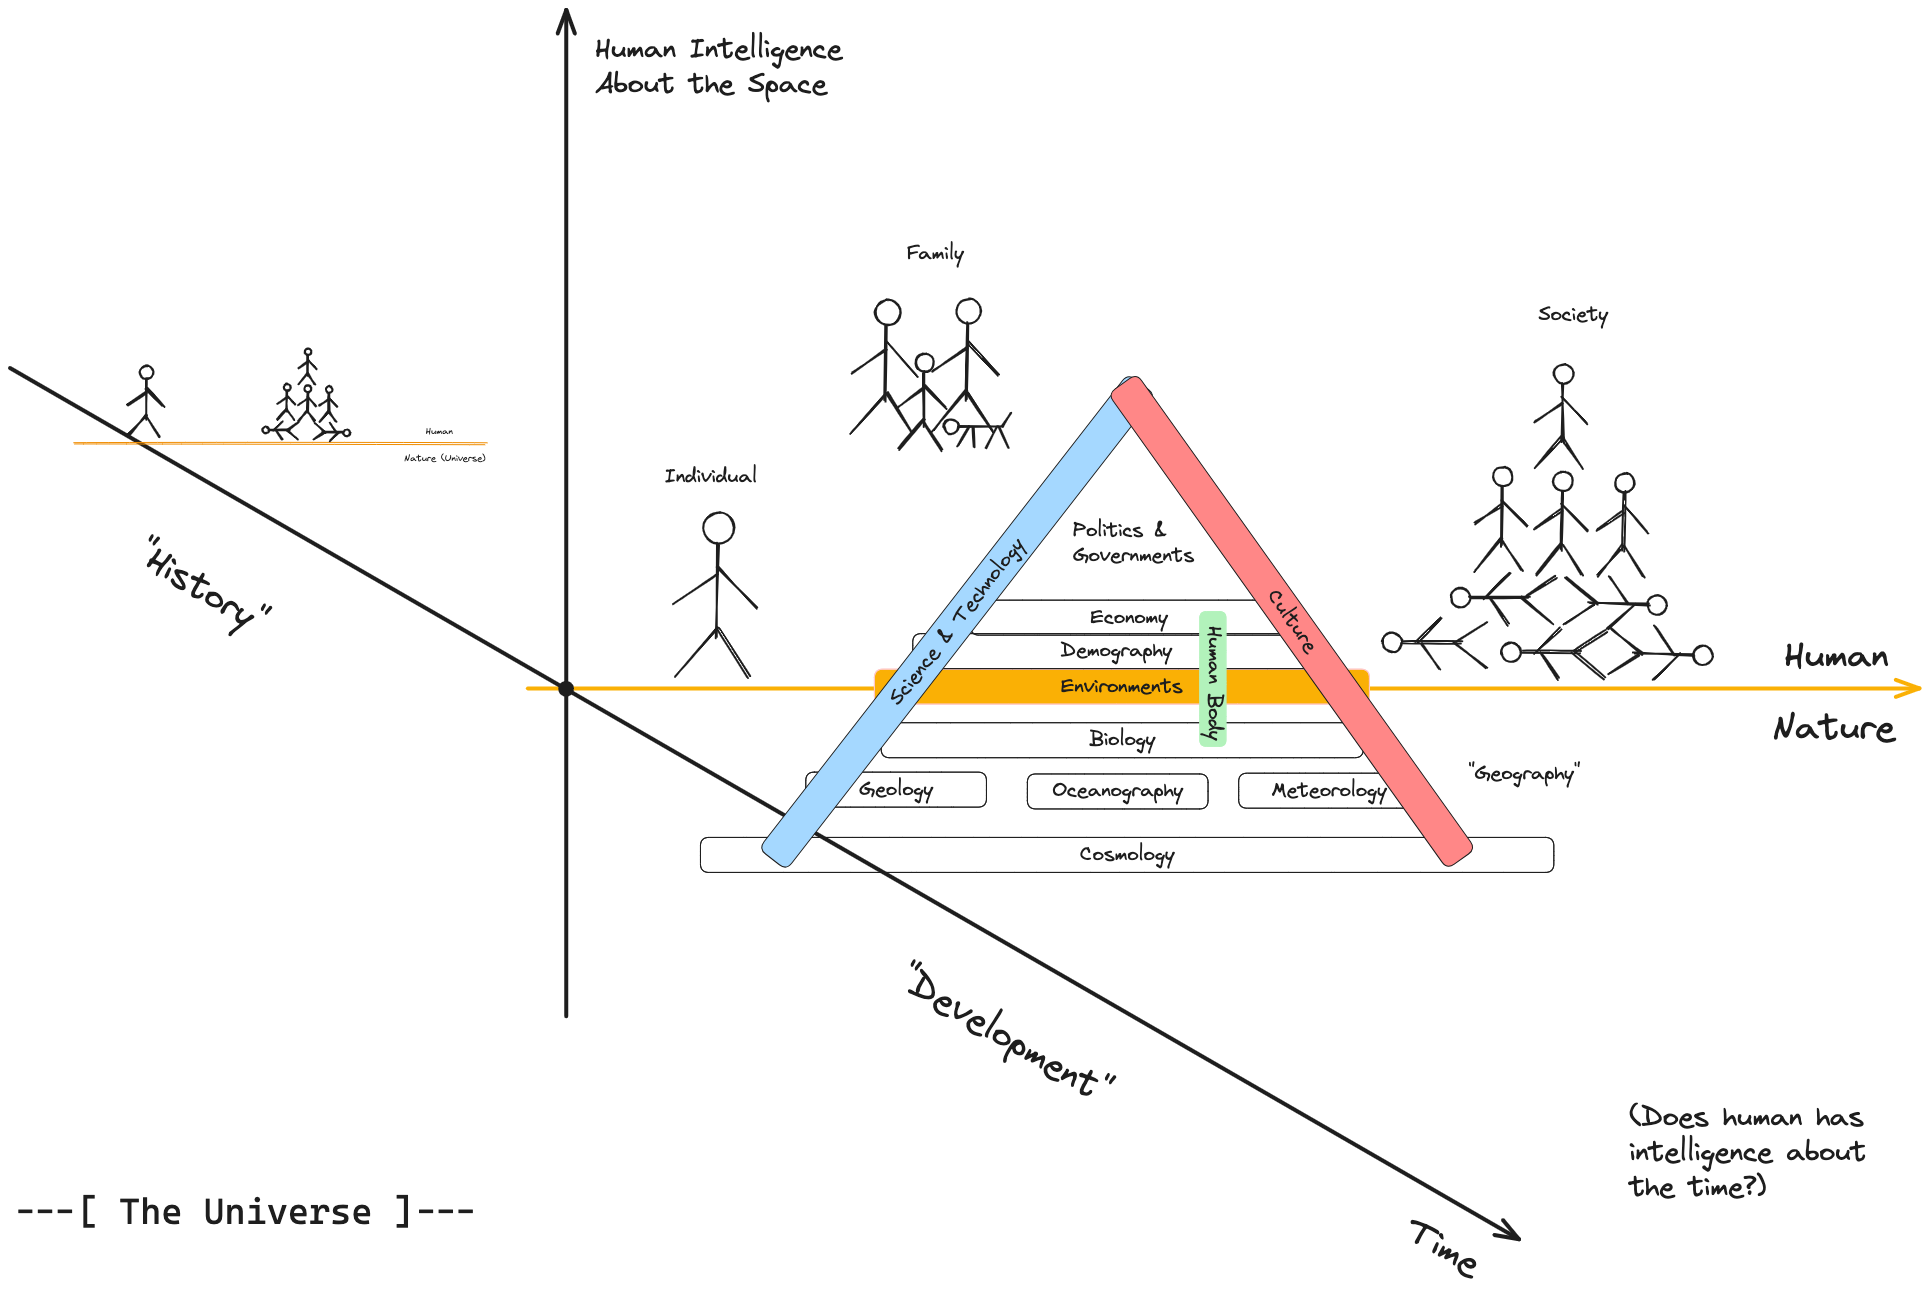 Human Intelligence
About the Space
Family
Society
Individual
Human
Nature (Universe)
"History"
Politics &
Governments
Science & Technology
Culture
Economy
Demography
Environments
Human Body
Biology
Geology
Oceanography
Meteorology
Cosmology
Human
Nature
"Geography"
"Development"
(Does human has
intelligence about
the time?)
Time
---[ The Universe ]---